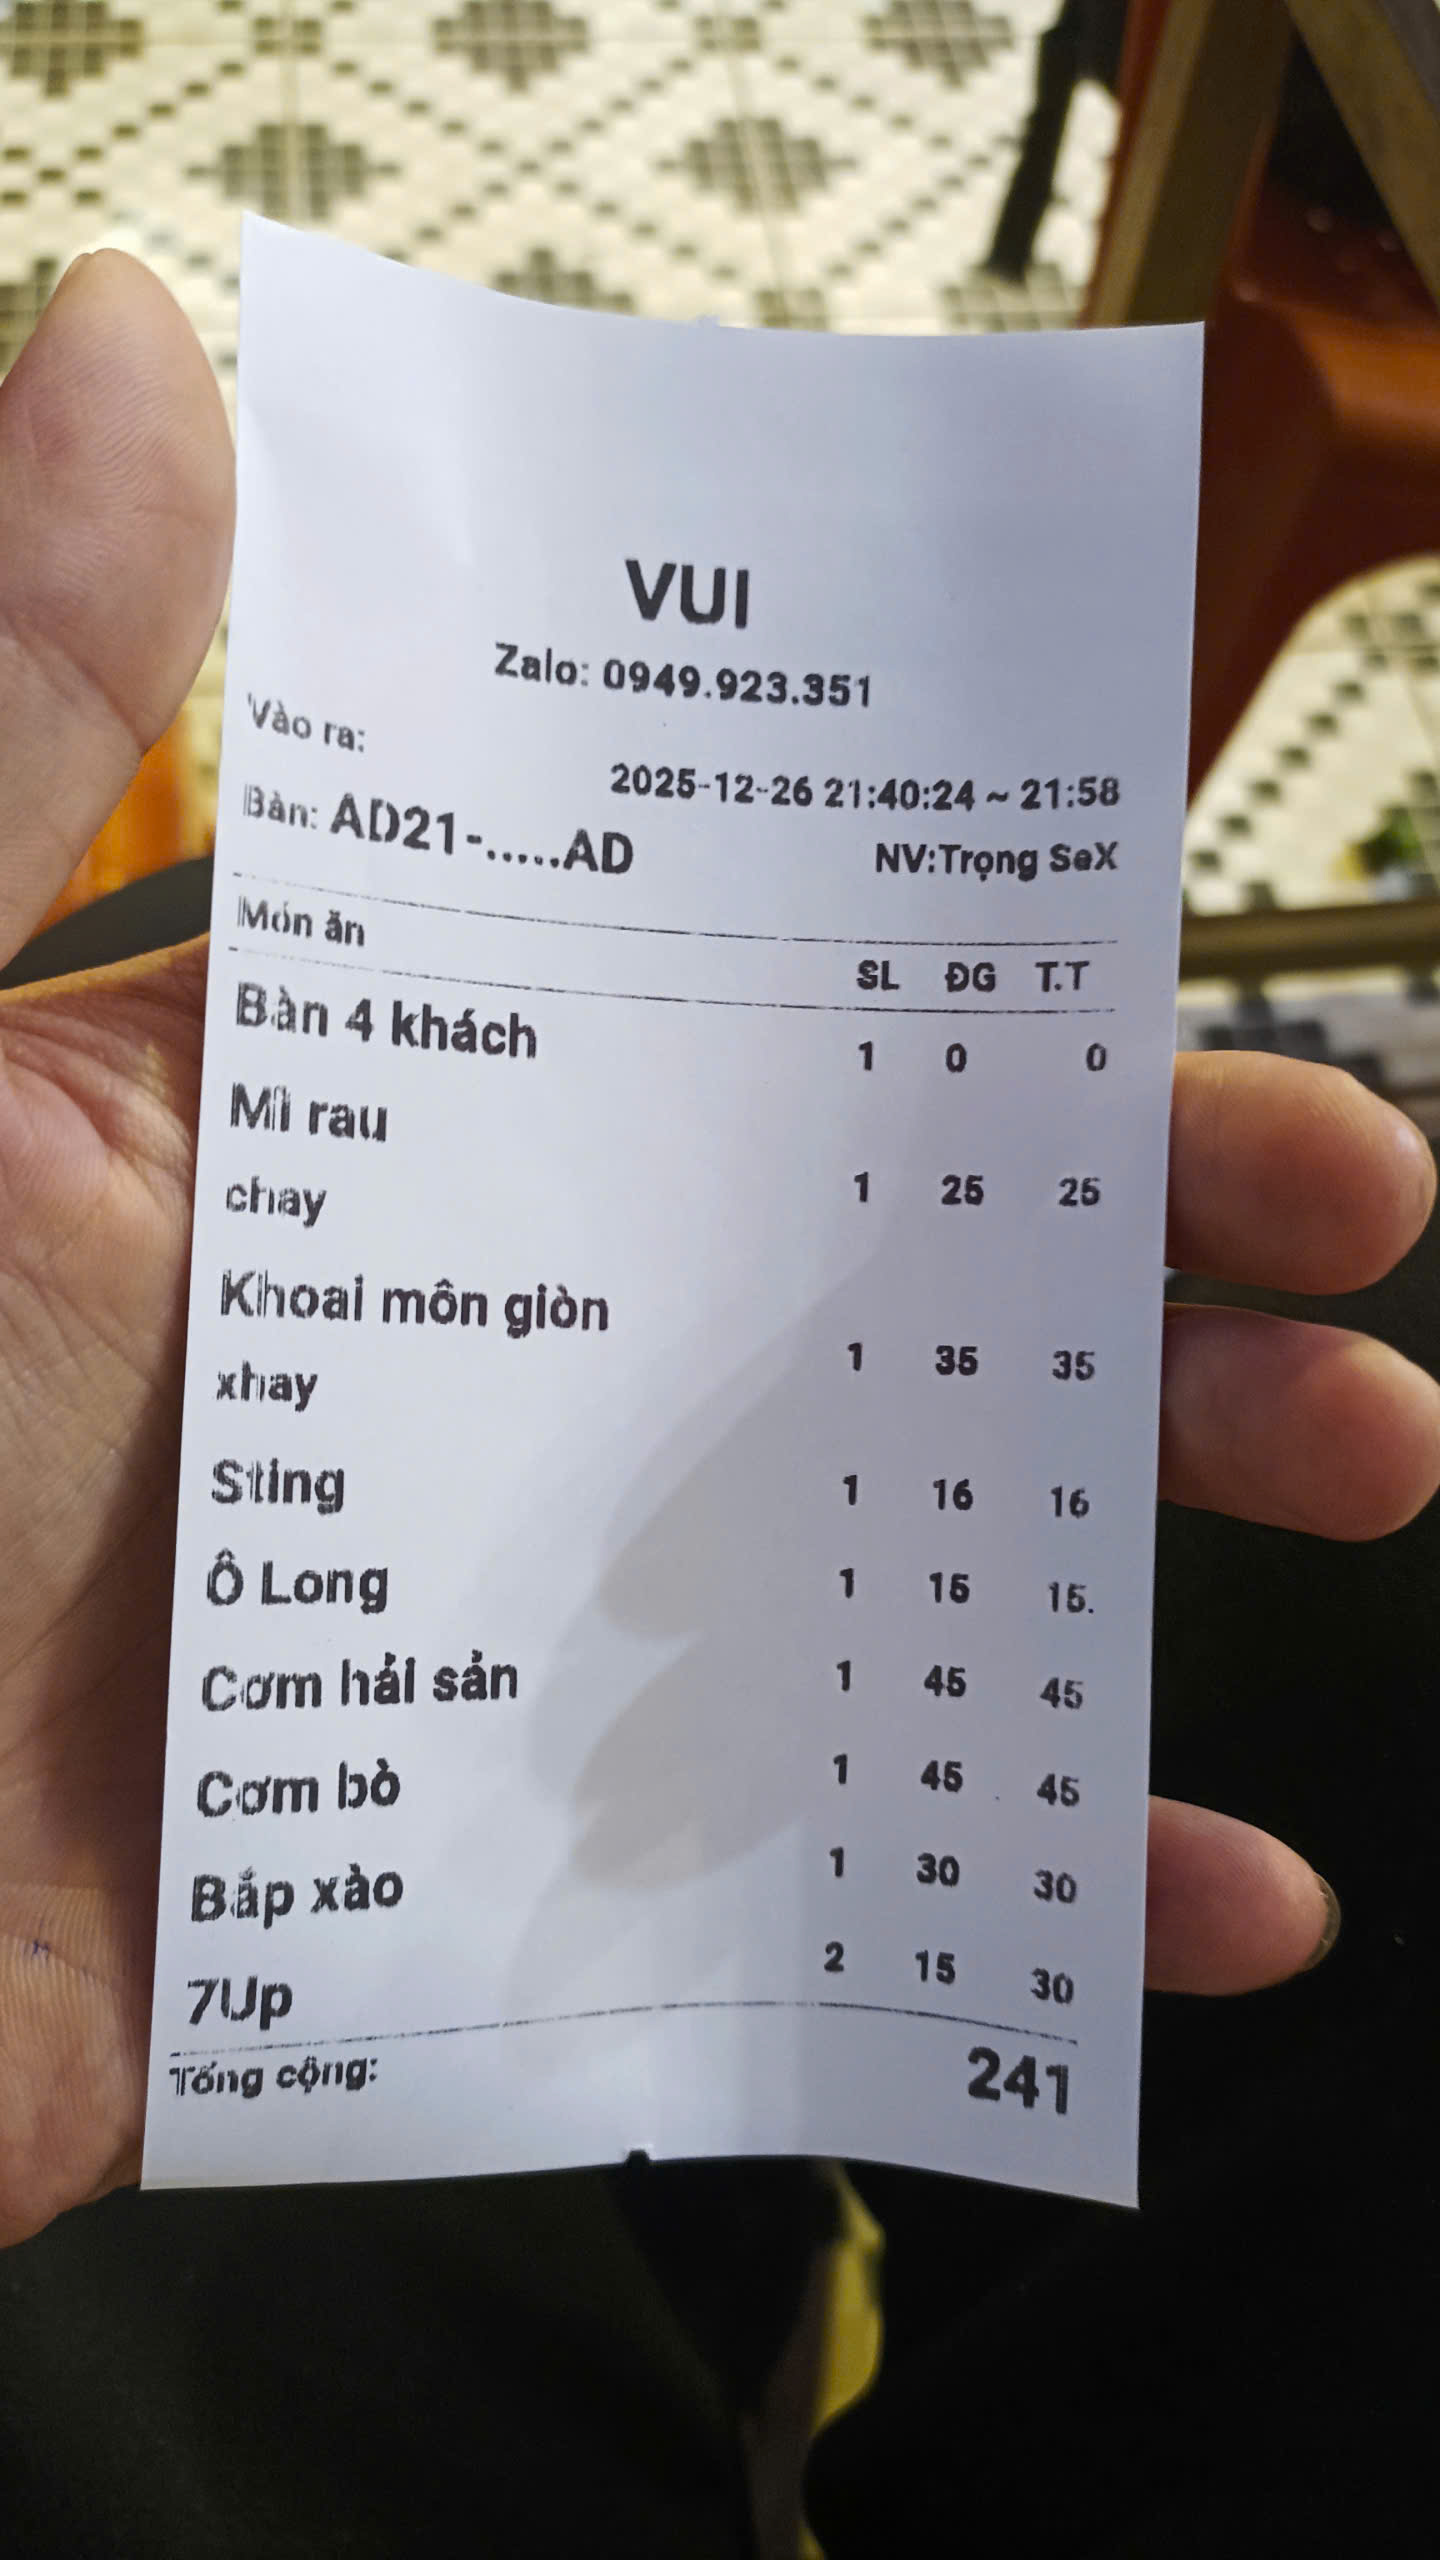 VUI
Zalo: 0949.923.351
Vào ra:
2025-12-26 21:40:24 ~ 21:58
Bàn: AD21-.....AD NV:Trọng SeX
Món ăn SL ĐG T.T
Bàn 4 khách 1 0 0
Mì rau
chay 1 25 25
Khoai môn giòn
xhay 1 35 35
Sting 1 16 16
Ô Long 1 15 15.
Cơm hải sản 1 45 45
Cơm bò 1 45 45
Bắp xào 1 30 30
7Up 2 15 30
Tổng cộng: 241